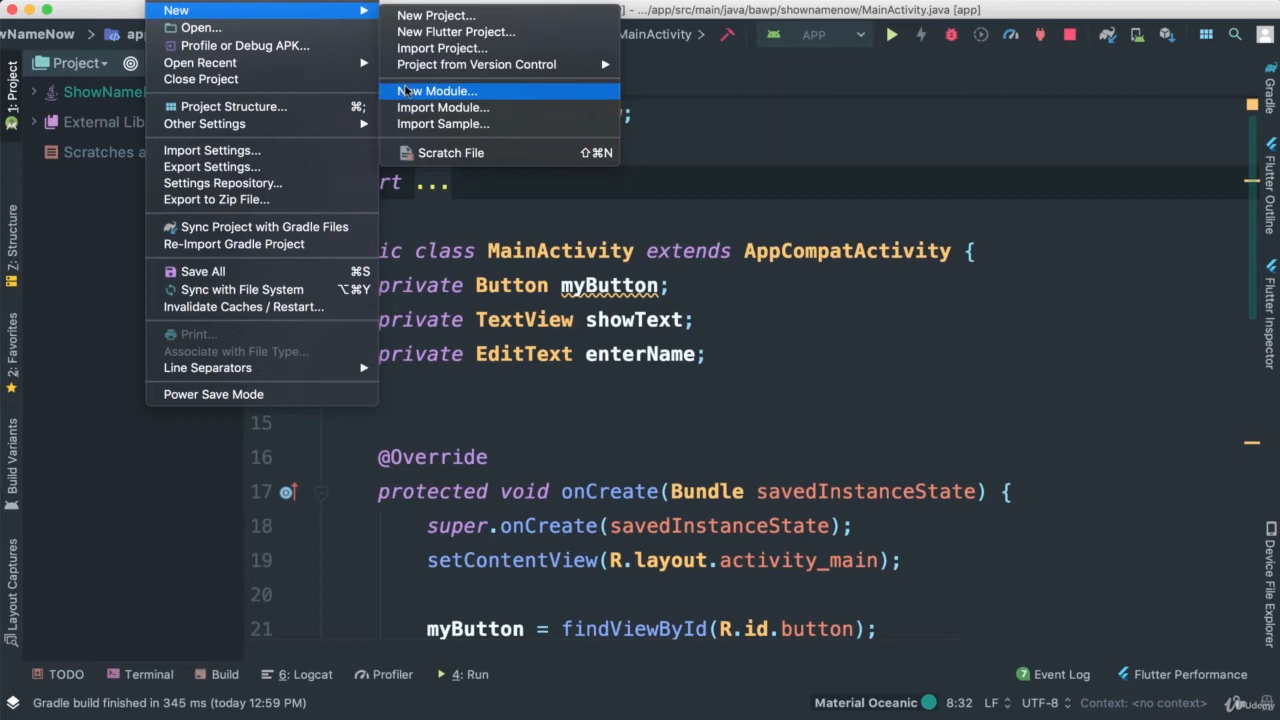 ] – .../app/src/main/java/bawp/shownamenow/MainActivity.java [app]
wNameNow
app
MainActivity
APP
New
Open...
Profile or Debug APK...
Open Recent
Close Project
Project Structure... ⌘;
Other Settings
Import Settings...
Export Settings...
Settings Repository...
Export to Zip File...
Sync Project with Gradle Files
Re-Import Gradle Project
Save All ⌘S
Sync with File System ⌥⌘Y
Invalidate Caches / Restart...
Print...
Associate with File Type...
Line Separators
Power Save Mode
New Project...
New Flutter Project...
Import Project...
Project from Version Control
New Module...
Import Module...
Import Sample...
Scratch File ⇧⌘N
Project
ShowNameN
External Lib
Scratches a
1: Project
7: Structure
2: Favorites
Build Variants
Layout Captures
;
rt ...
ic class MainActivity extends AppCompatActivity {
private Button myButton;
private TextView showText;
private EditText enterName;
15
16 @Override
17 protected void onCreate(Bundle savedInstanceState) {
18 super.onCreate(savedInstanceState);
19 setContentView(R.layout.activity_main);
20
21 myButton = findViewById(R.id.button);
Gradle
Flutter Outline
Flutter Inspector
Device File Explorer
TODO
Terminal
Build
6: Logcat
Profiler
4: Run
7 Event Log
Flutter Performance
Gradle build finished in 345 ms (today 12:59 PM)
Material Oceanic
8:32
LF
UTF-8
Context: <no context>
Udemy